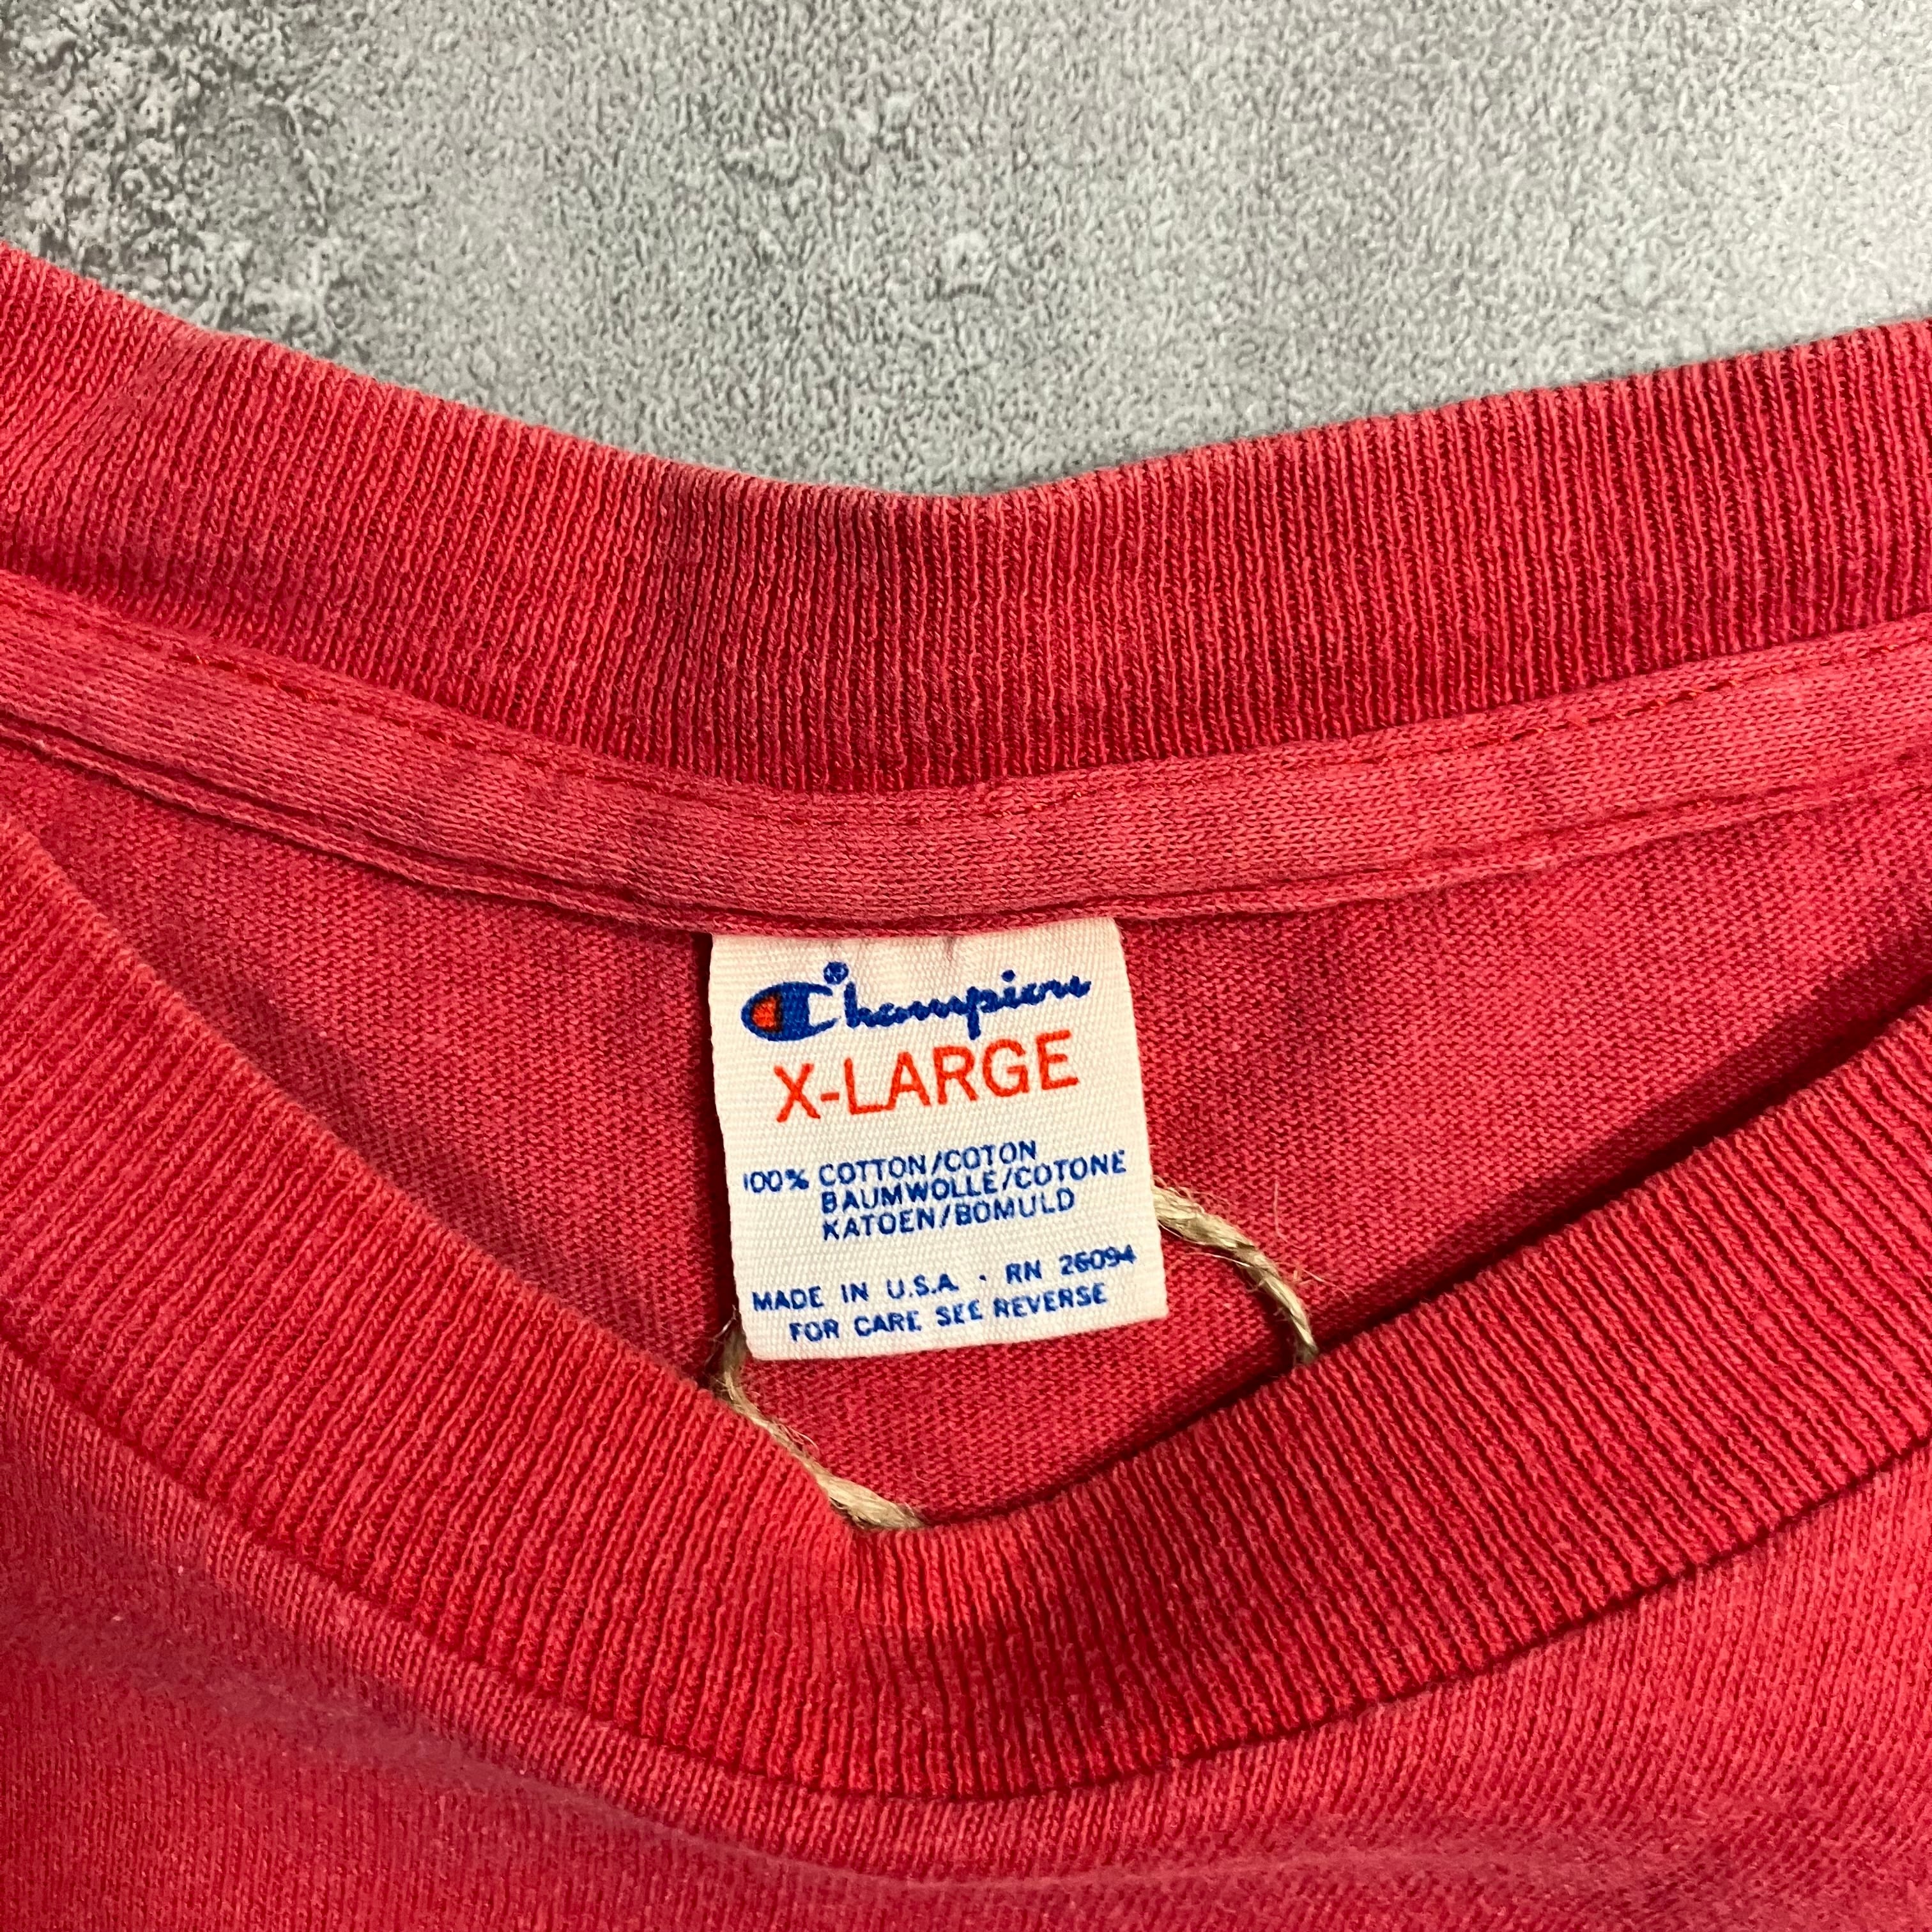 Champion®
X-LARGE
100% COTTON/COTON
BAUMWOLLE/COTONE
KATOEN/BOMULD
MADE IN U.S.A. · RN 26094
FOR CARE SEE REVERSE